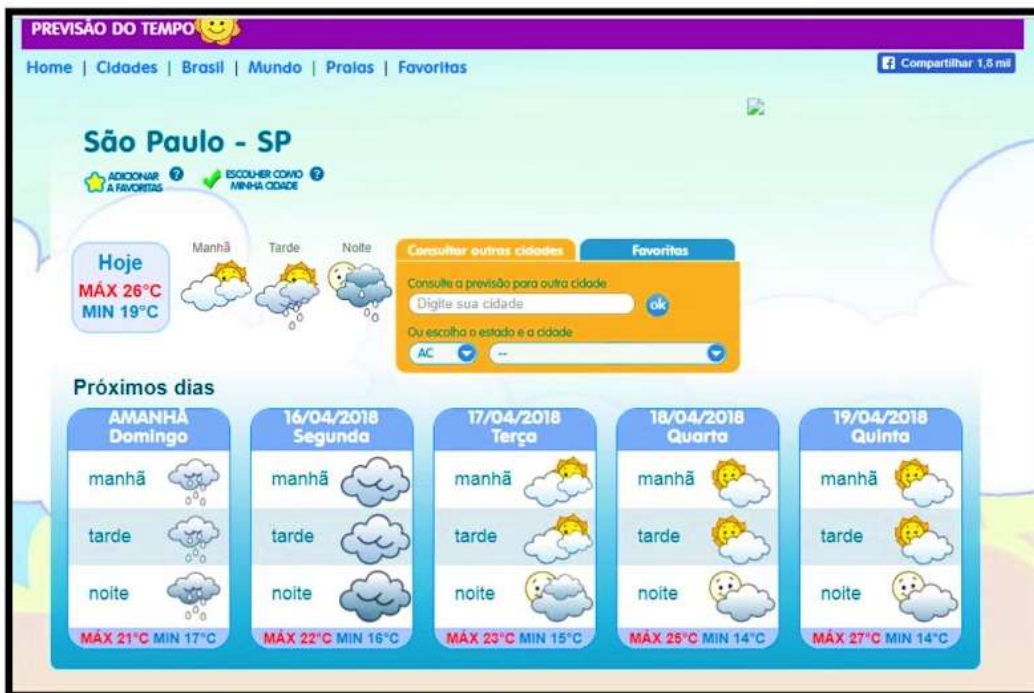 PREVISÃO DO TEMPO
Home | Cidades | Brasil | Mundo | Praias | Favoritas
Compartilhar 1,8 mil
São Paulo - SP
ADICIONAR A FAVORITAS ?
ESCOLHER COMO MINHA CIDADE ?
Hoje
MÁX 26°C
MIN 19°C
Manhã Tarde Noite
Consultar outras cidades Favoritas
Consulte a previsão para outra cidade
Digite sua cidade ok
Ou escolha o estado e a cidade
AC --
Próximos dias
AMANHÃ 16/04/2018 17/04/2018 18/04/2018 19/04/2018
Domingo Segunda Terça Quarta Quinta
manhã manhã manhã manhã manhã
tarde tarde tarde tarde tarde
noite noite noite noite noite
MÁX 21°C MIN 17°C MÁX 22°C MIN 16°C MÁX 23°C MIN 15°C MÁX 25°C MIN 14°C MÁX 27°C MIN 14°C